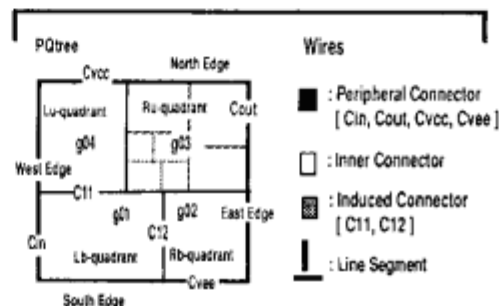 PQtree
Wires
North Edge
Cvcc
Lu-quadrant
Ru-quadrant
Cout
g04
g03
West Edge
C11
g01
g02
C12
East Edge
Cin
Lb-quadrant
Rb-quadrant
Cvee
South Edge
: Peripheral Connector
[ Cin, Cout, Cvcc, Cvee ]
: Inner Connector
: Induced Connector
[ C11, C12 ]
: Line Segment